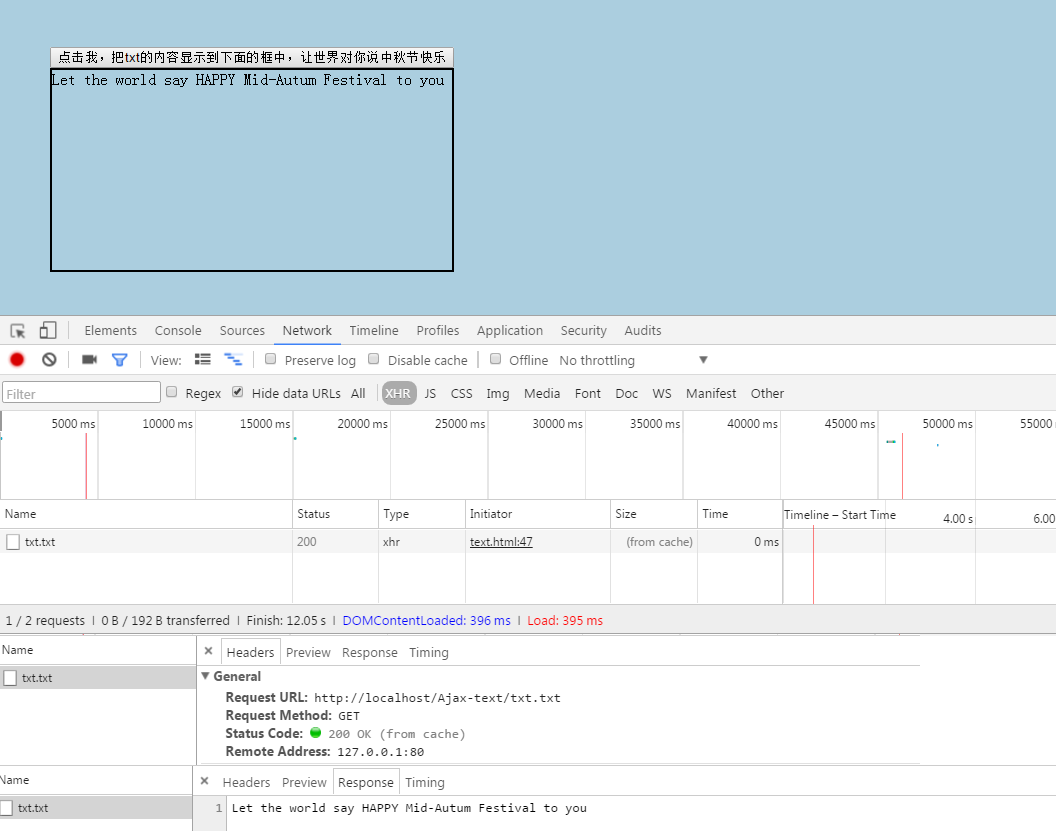 点击我，把txt的内容显示到下面的框中，让世界对你说中秋节快乐
Let the world say HAPPY Mid-Autum Festival to you
Elements Console Sources Network Timeline Profiles Application Security Audits
View: Preserve log Disable cache Offline No throttling
Filter Regex Hide data URLs All XHR JS CSS Img Media Font Doc WS Manifest Other
5000 ms 10000 ms 15000 ms 20000 ms 25000 ms 30000 ms 35000 ms 40000 ms 45000 ms 50000 ms 55000
Name Status Type Initiator Size Time Timeline – Start Time 4.00 s 6.00
txt.txt 200 xhr text.html:47 (from cache) 0 ms
1 / 2 requests | 0 B / 192 B transferred | Finish: 12.05 s | DOMContentLoaded: 396 ms | Load: 395 ms
Name × Headers Preview Response Timing
txt.txt ▼ General
Request URL: http://localhost/Ajax-text/txt.txt
Request Method: GET
Status Code: 200 OK (from cache)
Remote Address: 127.0.0.1:80
Name × Headers Preview Response Timing
txt.txt 1 Let the world say HAPPY Mid-Autum Festival to you